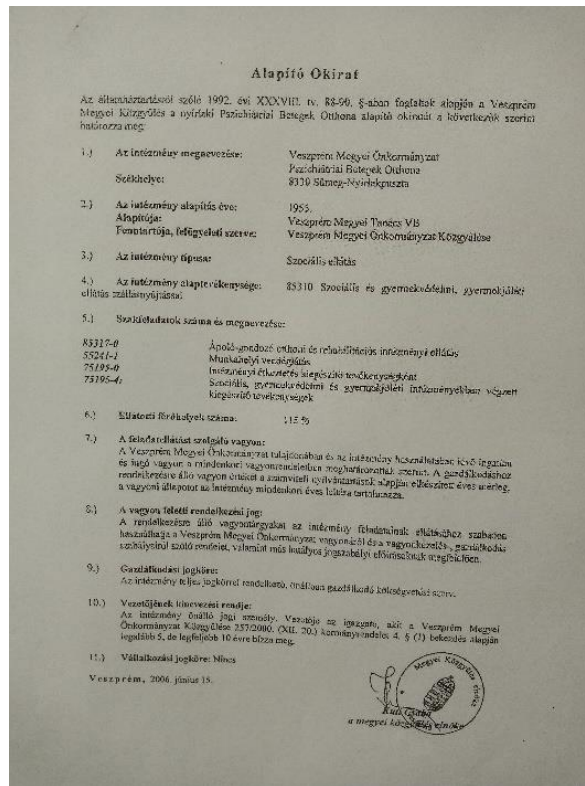 Alapító Okirat
Az államháztartásról szóló 1992. évi XXXVIII. tv. 88-90. §-aban foglaltak alapján a Veszprém
Megyei Közgyűlés a nyírlaki Pszichiátriai Betegek Otthona alapító okiratát a következők szerint
határozza meg:
1.) Az intézmény megnevezése: Veszprém Megyei Önkormányzat
Pszichiátriai Betegek Otthona
Székhelye: 8330 Sümeg-Nyírlakpuszta
2.) Az intézmény alapítás éve: 1955.
Alapítója: Veszprém Megyei Tanács VB
Fenntartója, felügyeleti szerve: Veszprém Megyei Önkormányzat Közgyűlése
3.) Az intézmény típusa: Szociális ellátás
4.) Az intézmény alaptevékenysége: 85310 Szociális és gyermekvédelmi, gyermekjóléti
ellátás szállásnyújtással
5.) Szakfeladatok száma és megnevezése:
85317-0 Ápoló-gondozó otthoni és rehabilitációs intézményi ellátás
55241-1 Munkahelyi vendéglátás
75195-0 Intézményi étkeztetés kiegészítő tevékenységként
75195-4: Szociális, gyermekvédelmi és gyermekjóléti intézményekben végzett
kiegészítő tevékenységek
6.) Ellátotti férőhelyek száma: 115
7.) A feladatellátást szolgáló vagyon:
A Veszprém Megyei Önkormányzat tulajdonában és az intézmény használatában lévő ingatlan
és ingó vagyon a mindenkori vagyonrendeletben meghatározottak szerint. A gazdálkodáshoz
rendelkezésre álló vagyon értékét a számviteli nyilvántartások alapján elkészített éves mérleg,
a vagyoni állapotot az intézmény mindenkori éves leltára tartalmazza.
8.) A vagyon feletti rendelkezési jog:
A rendelkezésre álló vagyontárgyakat az intézmény feladatainak ellátásához szabadon
használhatja a Veszprém Megyei Önkormányzat vagyonáról és a vagyonkezelés-, gazdálkodás
szabályairól szóló rendelet, valamint más hatályos jogszabályi előírásoknak megfelelően.
9.) Gazdálkodási jogköre:
Az intézmény teljes jogkörrel rendelkező, önállóan gazdálkodó költségvetési szerv.
10.) Vezetőjének kinevezési rendje:
Az intézmény önálló jogi személy. Vezetője az igazgató, akit a Veszprém Megyei
Önkormányzat Közgyűlése 257/2000. (XII. 20.) kormányrendelet 4. § (1) bekezdés alapján
legalább 5, de legfeljebb 10 évre bízza meg.
11.) Vállalkozási jogköre: Nincs
Veszprém, 2006. június 15.
Megyei Közgyűlés elnöke
Kuti Csaba
a megyei közgyűlés elnöke